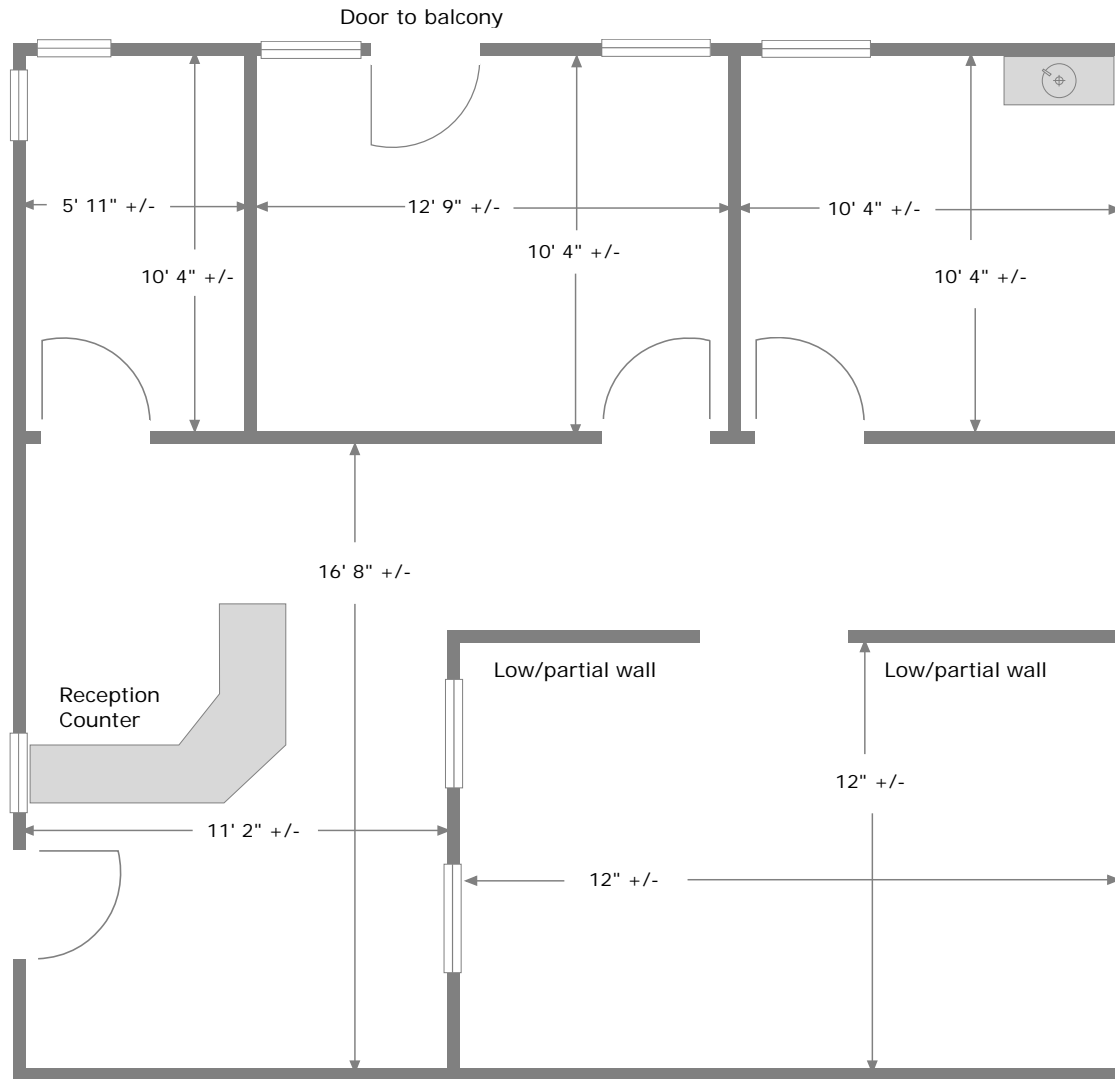 Door to balcony
5' 11" +/-
12' 9" +/-
10' 4" +/-
10' 4" +/-
10' 4" +/-
10' 4" +/-
16' 8" +/-
Low/partial wall
Low/partial wall
Reception
Counter
12" +/-
11' 2" +/-
12" +/-